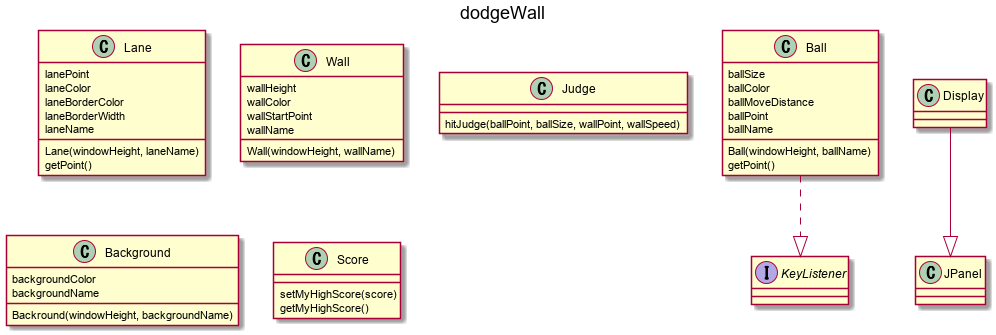 dodgeWall
C Lane
lanePoint
laneColor
laneBorderColor
laneBorderWidth
laneName
Lane(windowHeight, laneName)
getPoint()
C Wall
wallHeight
wallColor
wallStartPoint
wallName
Wall(windowHeight, wallName)
C Judge
hitJudge(ballPoint, ballSize, wallPoint, wallSpeed)
C Ball
ballSize
ballColor
ballMoveDistance
ballPoint
ballName
Ball(windowHeight, ballName)
getPoint()
C Display
C Background
backgroundColor
backgroundName
Backround(windowHeight, backgroundName)
C Score
setMyHighScore(score)
getMyHighScore()
I KeyListener
C JPanel